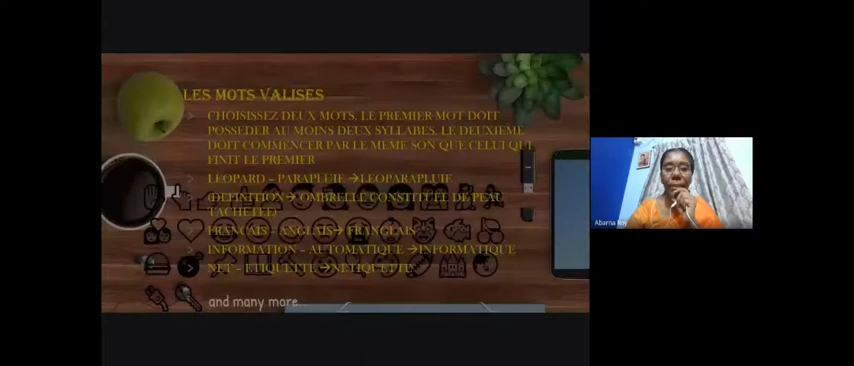 LES MOTS VALISES
CHOISISSEZ DEUX MOTS. LE PREMIER MOT DOIT
POSSEDER AU MOINS DEUX SYLLABES. LE DEUXIEME
DOIT COMMENCER PAR LE MEME SON QUE CELUI QUI
FINIT LE PREMIER
LEOPARD – PARAPLUIE →LEOPARAPLUIE
(DEFINITION→ OMBRELLE CONSTITUEE DE PEAU
TACHETEE)
FRANCAIS – ANGLAIS→ FRANGLAIS
INFORMATION – AUTOMATIQUE →INFORMATIQUE
NET – ETIQUETTE→NETIQUETTE
and many more...
Abarna Roy